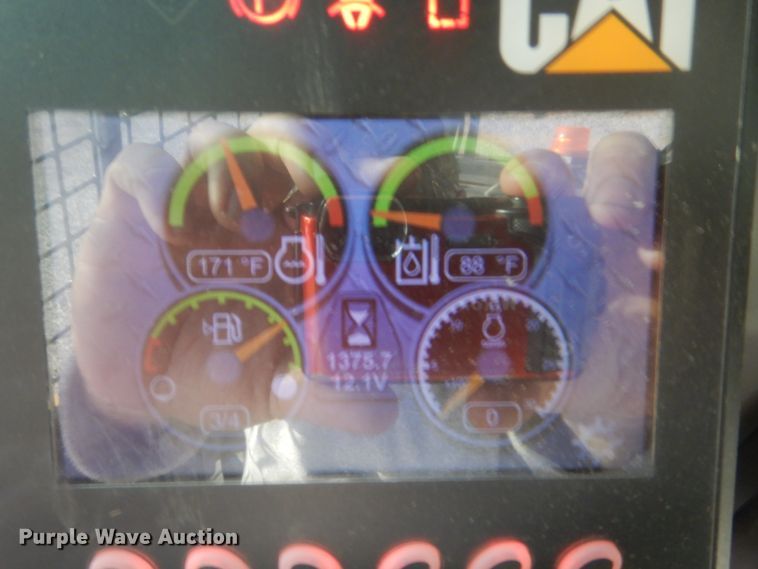 CAT
171 °F
88 °F
1375.7
12.1V
3/4
0
Purple Wave Auction